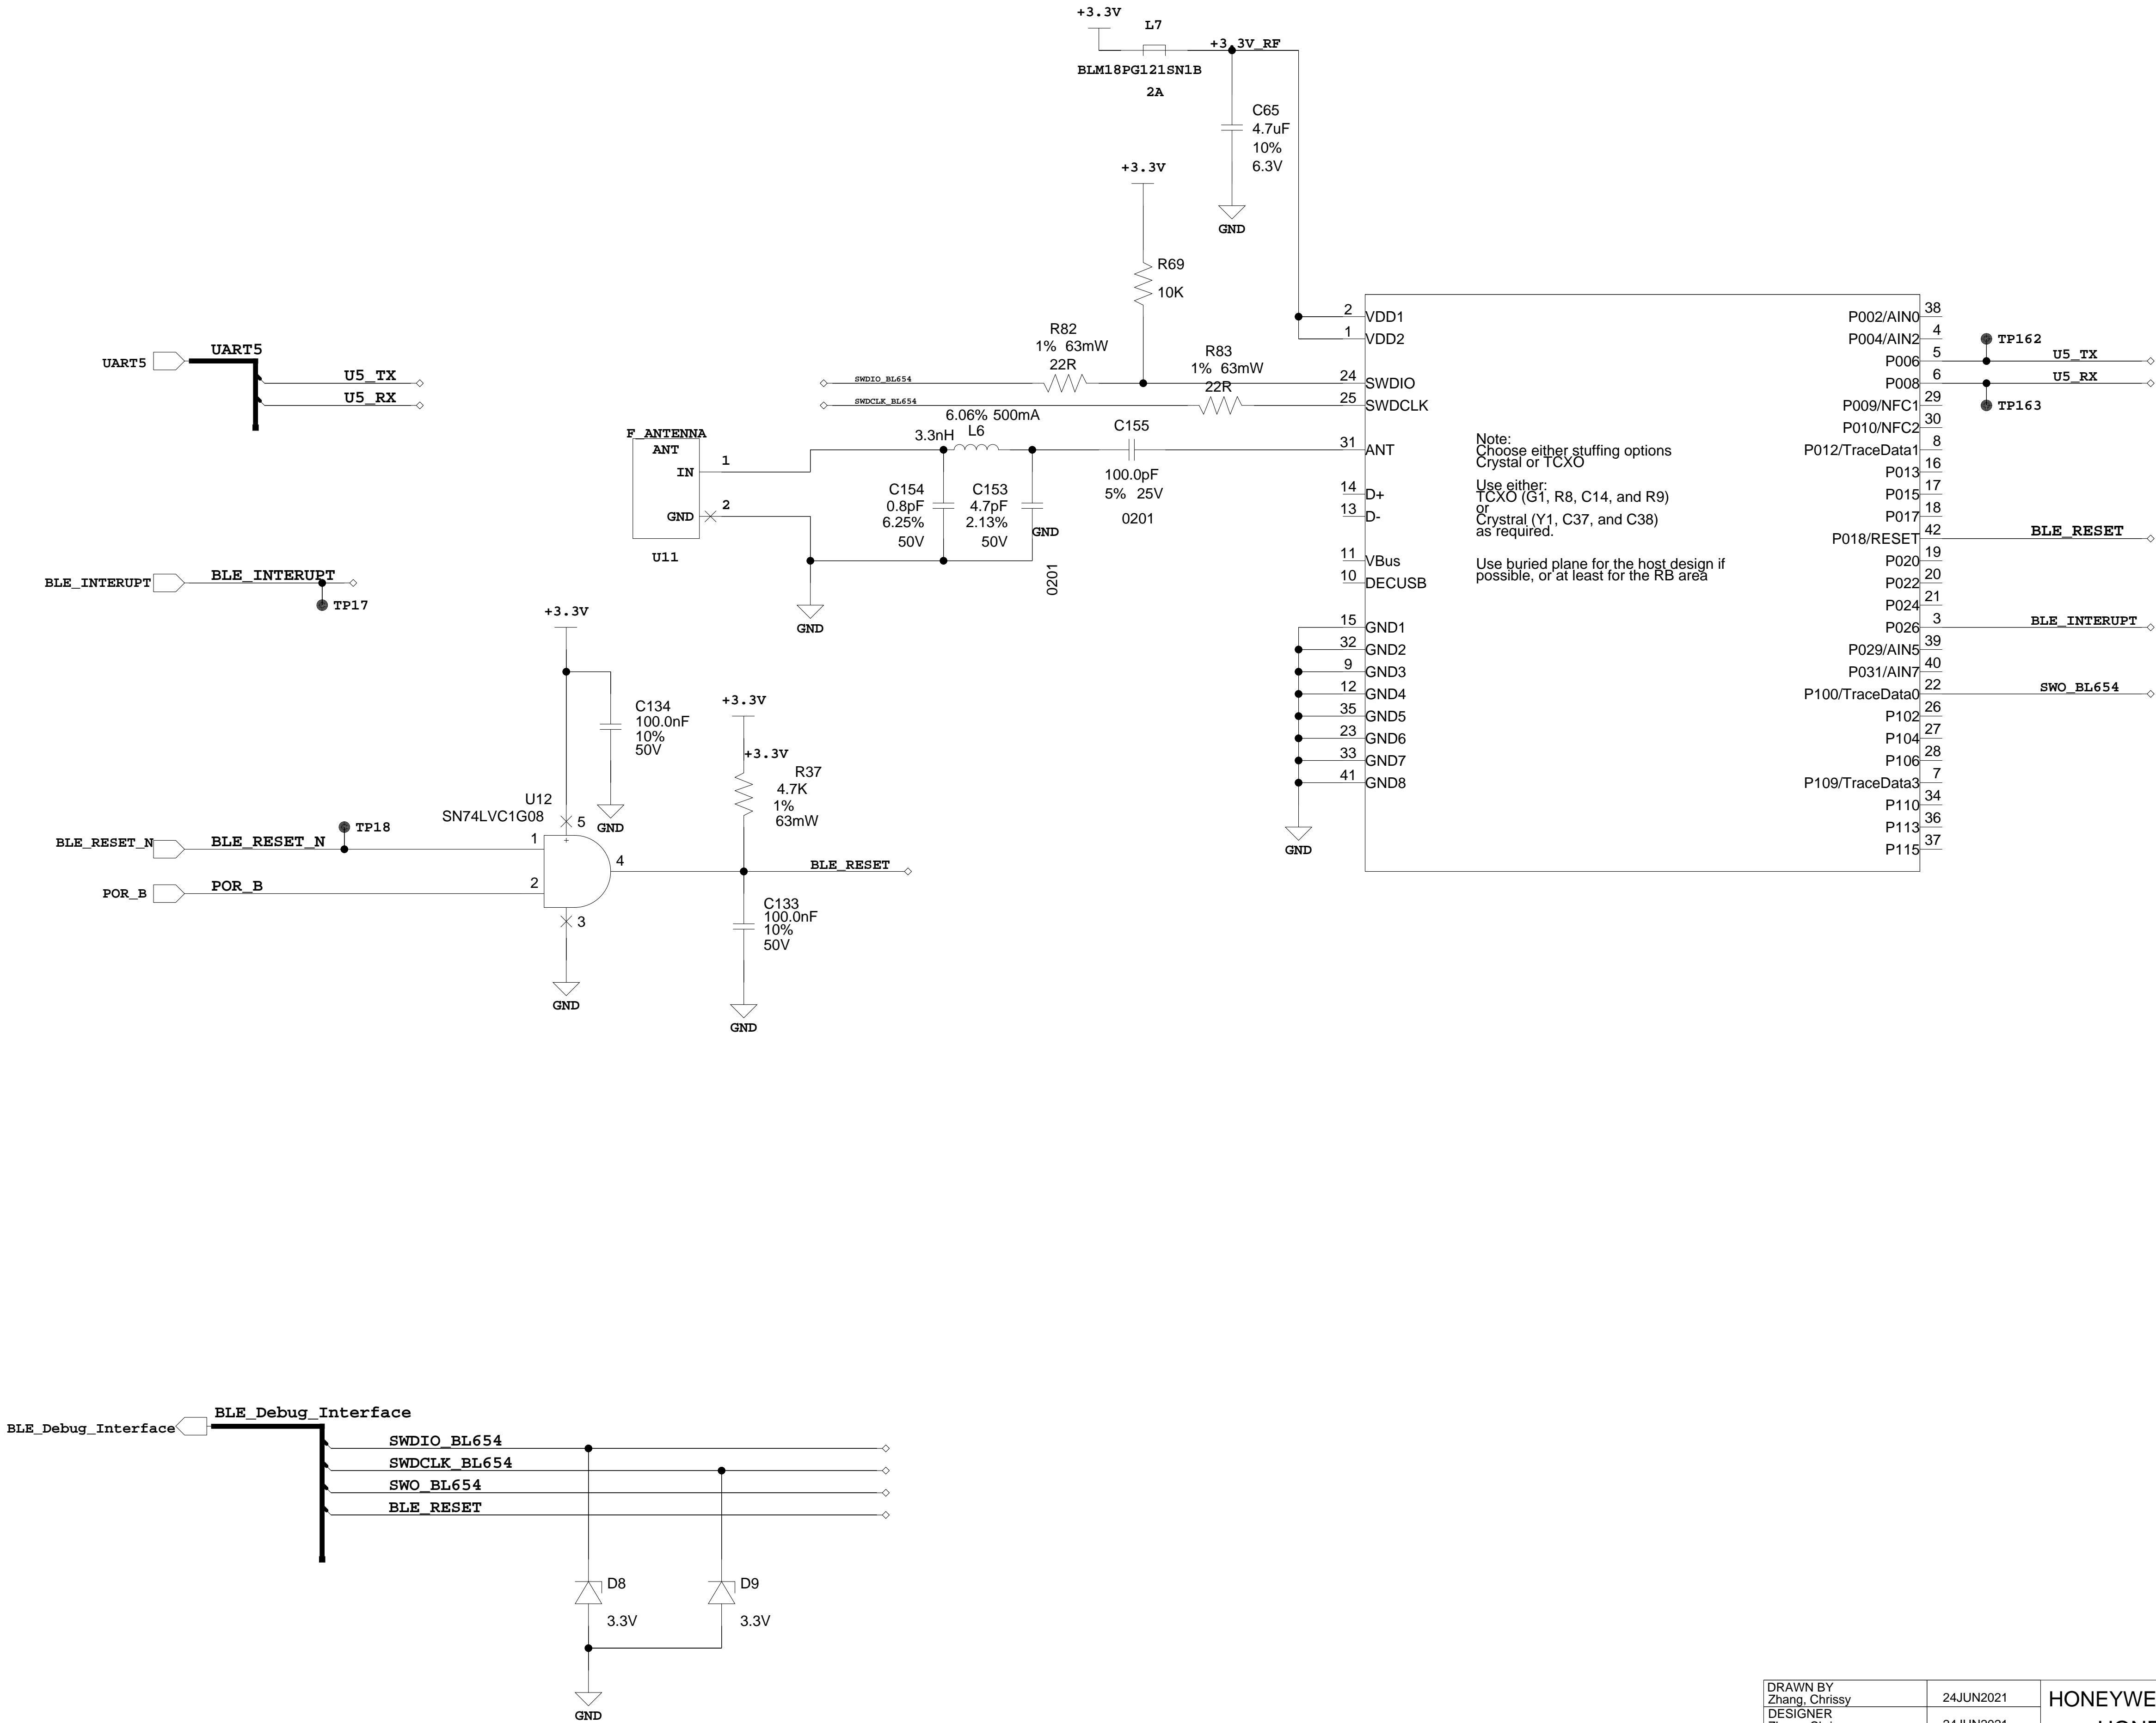 +3.3V
L7
+3.3V_RF
BLM18PG121SN1B
2A
C65
4.7uF
10%
6.3V
GND
+3.3V
R69
10K
R82
1% 63mW
22R
R83
1% 63mW
22R
SWDIO_BL654
SWDCLK_BL654
UART5
UART5
U5_TX
U5_RX
F_ANTENNA
ANT
IN
GND
1
2
U11
6.06% 500mA
3.3nH L6
C154
0.8pF
6.25%
50V
C153
4.7pF
2.13%
50V
GND
0201
C155
100.0pF
5% 25V
0201
GND
BLE_INTERUPT
BLE_INTERUPT
TP17
2 VDD1
1 VDD2
24 SWDIO
25 SWDCLK
31 ANT
14 D+
13 D-
11 VBus
10 DECUSB
15 GND1
32 GND2
9 GND3
12 GND4
35 GND5
23 GND6
33 GND7
41 GND8
GND
Note:
Choose either stuffing options
Crystal or TCXO
Use either:
TCXO (G1, R8, C14, and R9)
or
Crystral (Y1, C37, and C38)
as required.
Use buried plane for the host design if
possible, or at least for the RB area
P002/AIN0 38
P004/AIN2 4
P006 5
P008 6
P009/NFC1 29
P010/NFC2 30
P012/TraceData1 8
P013 16
P015 17
P017 18
P018/RESET 42
P020 19
P022 20
P024 21
P026 3
P029/AIN5 39
P031/AIN7 40
P100/TraceData0 22
P102 26
P104 27
P106 28
P109/TraceData3 7
P110 34
P113 36
P115 37
TP162
U5_TX
U5_RX
TP163
BLE_RESET
BLE_INTERUPT
SWO_BL654
+3.3V
C134
100.0nF
10%
50V
GND
U12
SN74LVC1G08
5
+
1
2
3
4
GND
BLE_RESET_N
BLE_RESET_N
TP18
POR_B
POR_B
+3.3V
+3.3V
R37
4.7K
1%
63mW
BLE_RESET
C133
100.0nF
10%
50V
GND
BLE_Debug_Interface
BLE_Debug_Interface
SWDIO_BL654
SWDCLK_BL654
SWO_BL654
BLE_RESET
D8
3.3V
D9
3.3V
GND
DRAWN BY
Zhang, Chrissy
24JUN2021
HONEYWE
DESIGNER